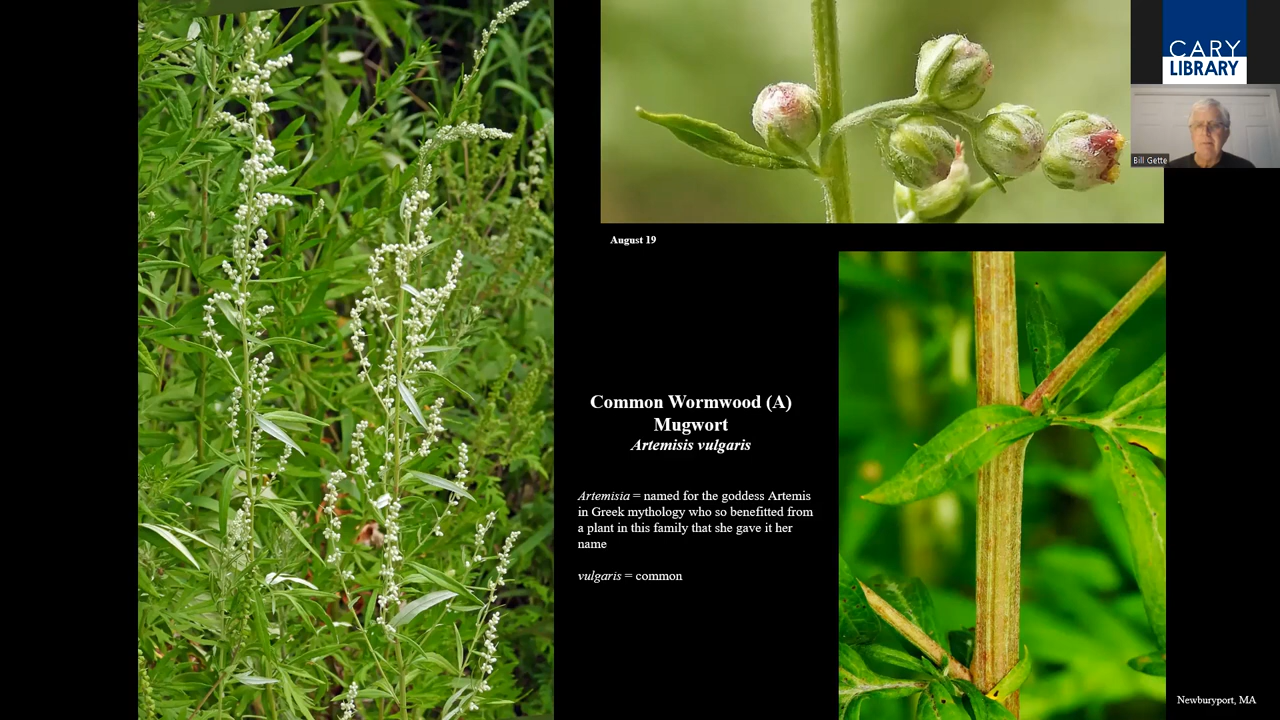 CARY
LIBRARY
Bill Gette
August 19
Common Wormwood (A)
Mugwort
Artemisis vulgaris
Artemisia = named for the goddess Artemis
in Greek mythology who so benefitted from
a plant in this family that she gave it her
name
vulgaris = common
Newburyport, MA